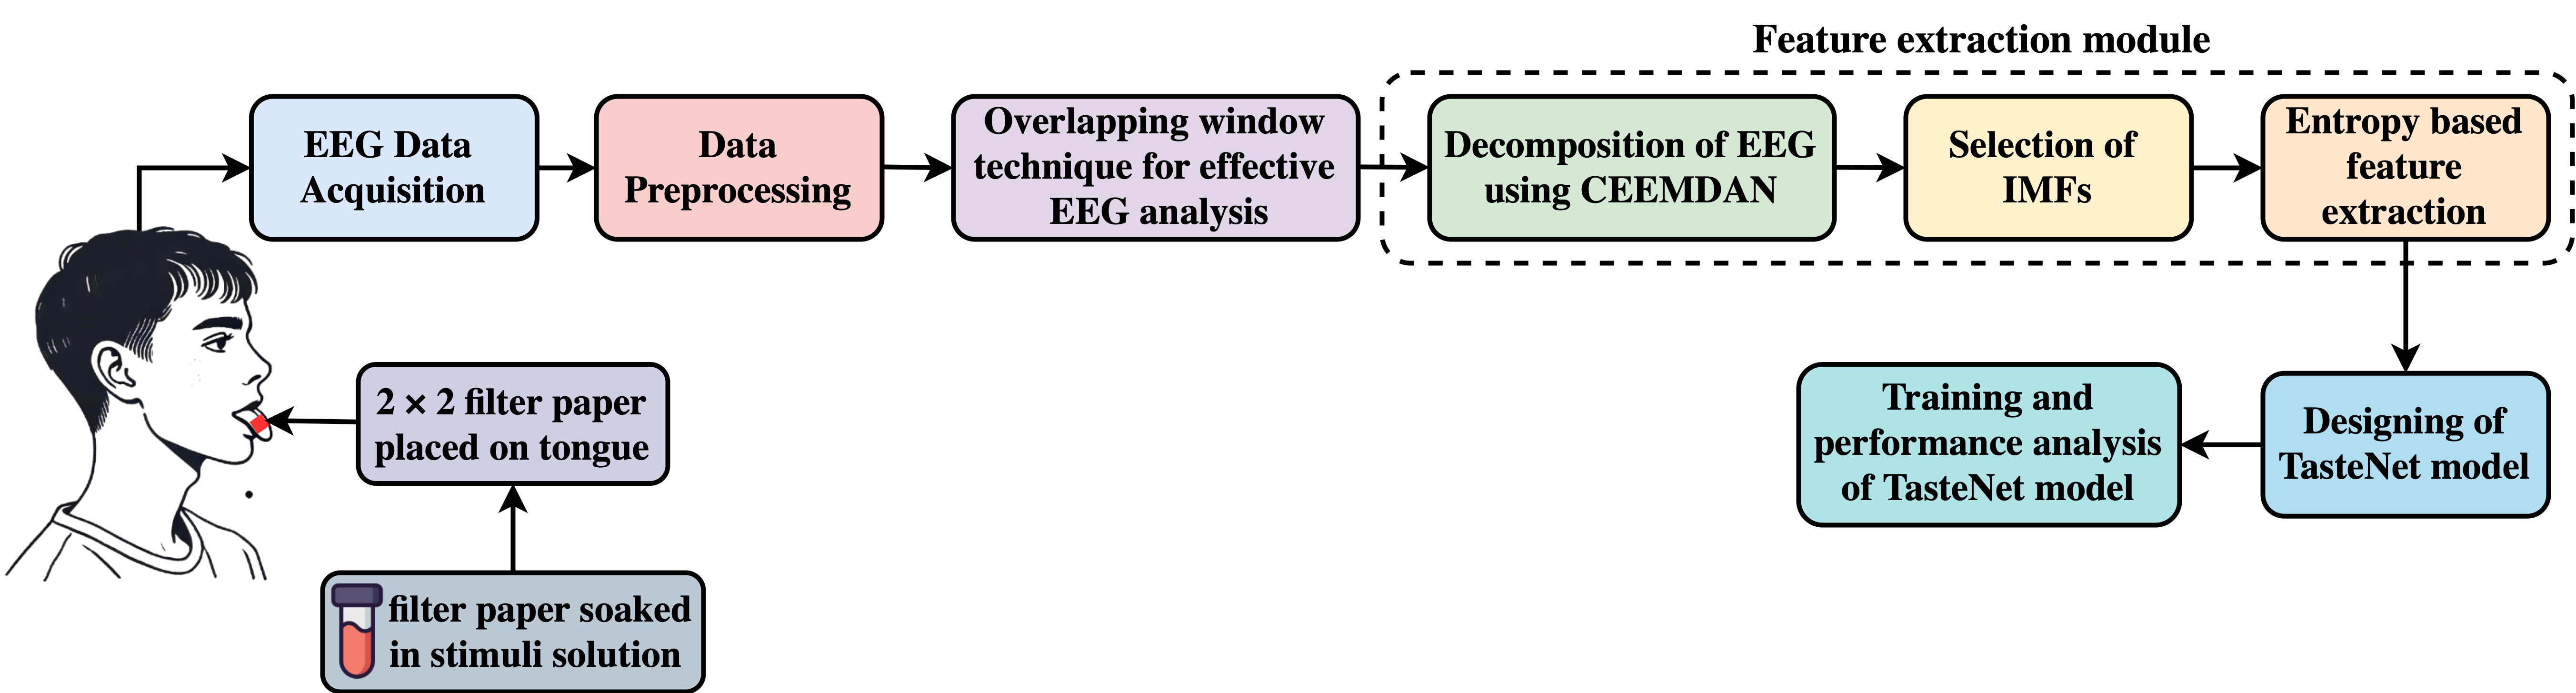 Feature extraction module
EEG Data
Acquisition
Data
Preprocessing
Overlapping window
technique for effective
EEG analysis
Decomposition of EEG
using CEEMDAN
Selection of
IMFs
Entropy based
feature
extraction
2 × 2 filter paper
placed on tongue
filter paper soaked
in stimuli solution
Training and
performance analysis
of TasteNet model
Designing of
TasteNet model